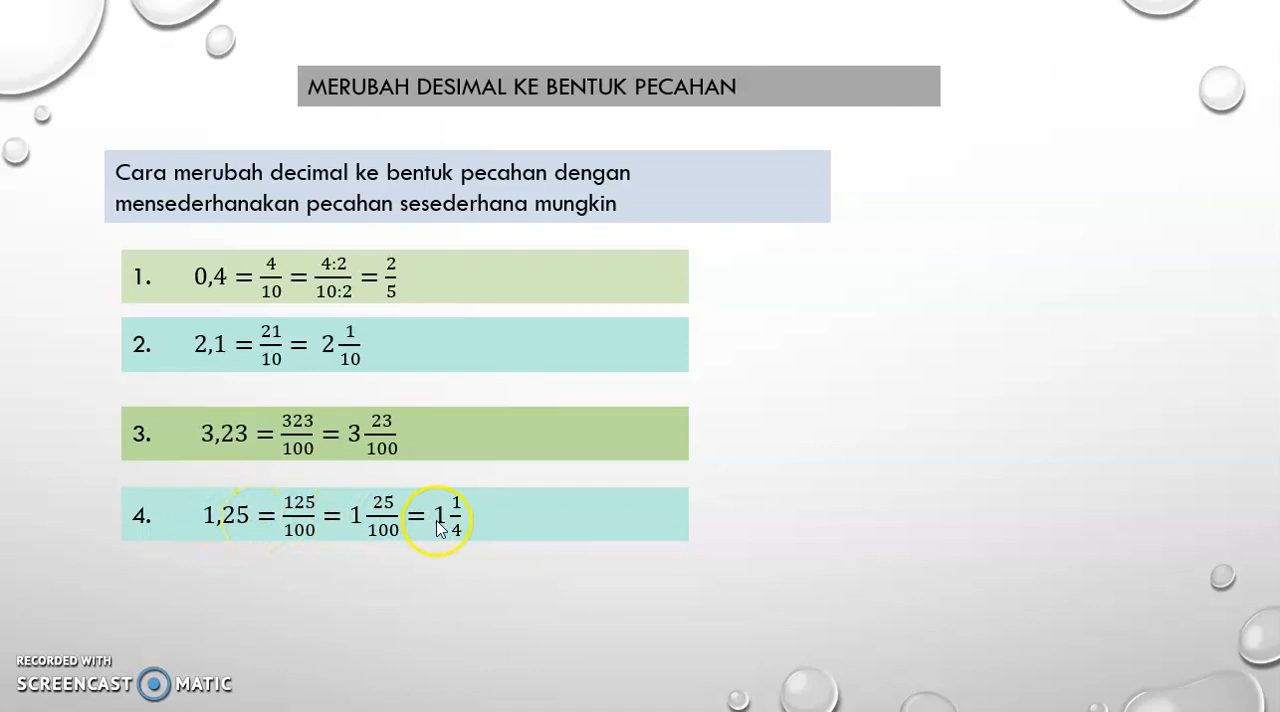 MERUBAH DESIMAL KE BENTUK PECAHAN
Cara merubah decimal ke bentuk pecahan dengan
mensederhanakan pecahan sesederhana mungkin
1. 0,4 = 4/10 = 4:2/10:2 = 2/5
2. 2,1 = 21/10 = 2 1/10
3. 3,23 = 323/100 = 3 23/100
4. 1,25 = 125/100 = 1 25/100 = 1 1/4
RECORDED WITH
SCREENCAST MATIC